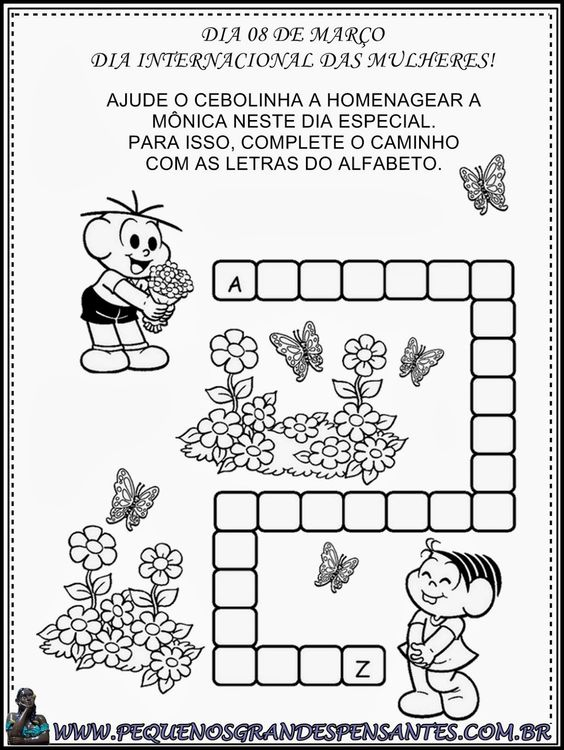 DIA 08 DE MARÇO
DIA INTERNACIONAL DAS MULHERES!
AJUDE O CEBOLINHA A HOMENAGEAR A
MÔNICA NESTE DIA ESPECIAL.
PARA ISSO, COMPLETE O CAMINHO
COM AS LETRAS DO ALFABETO.
A
Z
WWW.PEQUENOSGRANDESPENSANTES.COM.BR